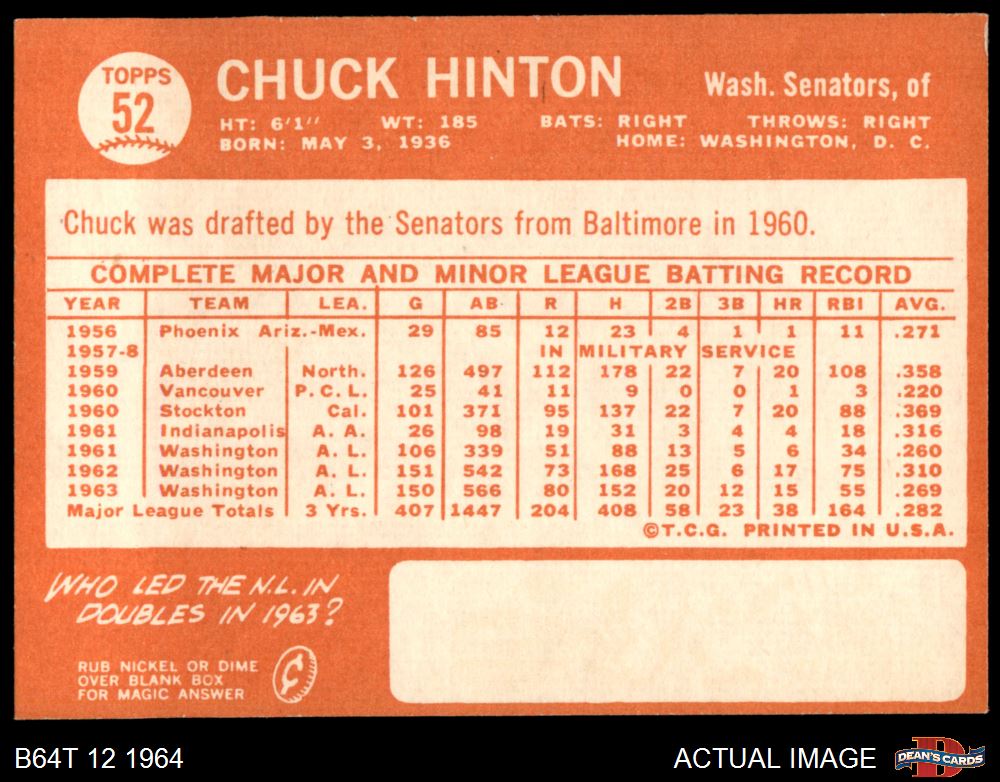 TOPPS
52
CHUCK HINTON
Wash. Senators, of
HT: 6'1" WT: 185 BATS: RIGHT THROWS: RIGHT
BORN: MAY 3, 1936 HOME: WASHINGTON, D. C.
Chuck was drafted by the Senators from Baltimore in 1960.
COMPLETE MAJOR AND MINOR LEAGUE BATTING RECORD
YEAR TEAM LEA. G AB R H 2B 3B HR RBI AVG.
1956 Phoenix Ariz.-Mex. 29 85 12 23 4 1 1 11 .271
1957-8 IN MILITARY SERVICE
1959 Aberdeen North. 126 497 112 178 22 7 20 108 .358
1960 Vancouver P.C.L. 25 41 11 9 0 0 1 3 .220
1960 Stockton Cal. 101 371 95 137 22 7 20 88 .369
1961 Indianapolis A. A. 26 98 19 31 3 4 4 18 .316
1961 Washington A. L. 106 339 51 88 13 5 6 34 .260
1962 Washington A. L. 151 542 73 168 25 6 17 75 .310
1963 Washington A. L. 150 566 80 152 20 12 15 55 .269
Major League Totals 3 Yrs. 407 1447 204 408 58 23 38 164 .282
©T.C.G. PRINTED IN U.S.A.
WHO LED THE N.L. IN
DOUBLES IN 1963?
RUB NICKEL OR DIME
OVER BLANK BOX
FOR MAGIC ANSWER
¢
B64T 12 1964
ACTUAL IMAGE
D
DEAN'S CARDS